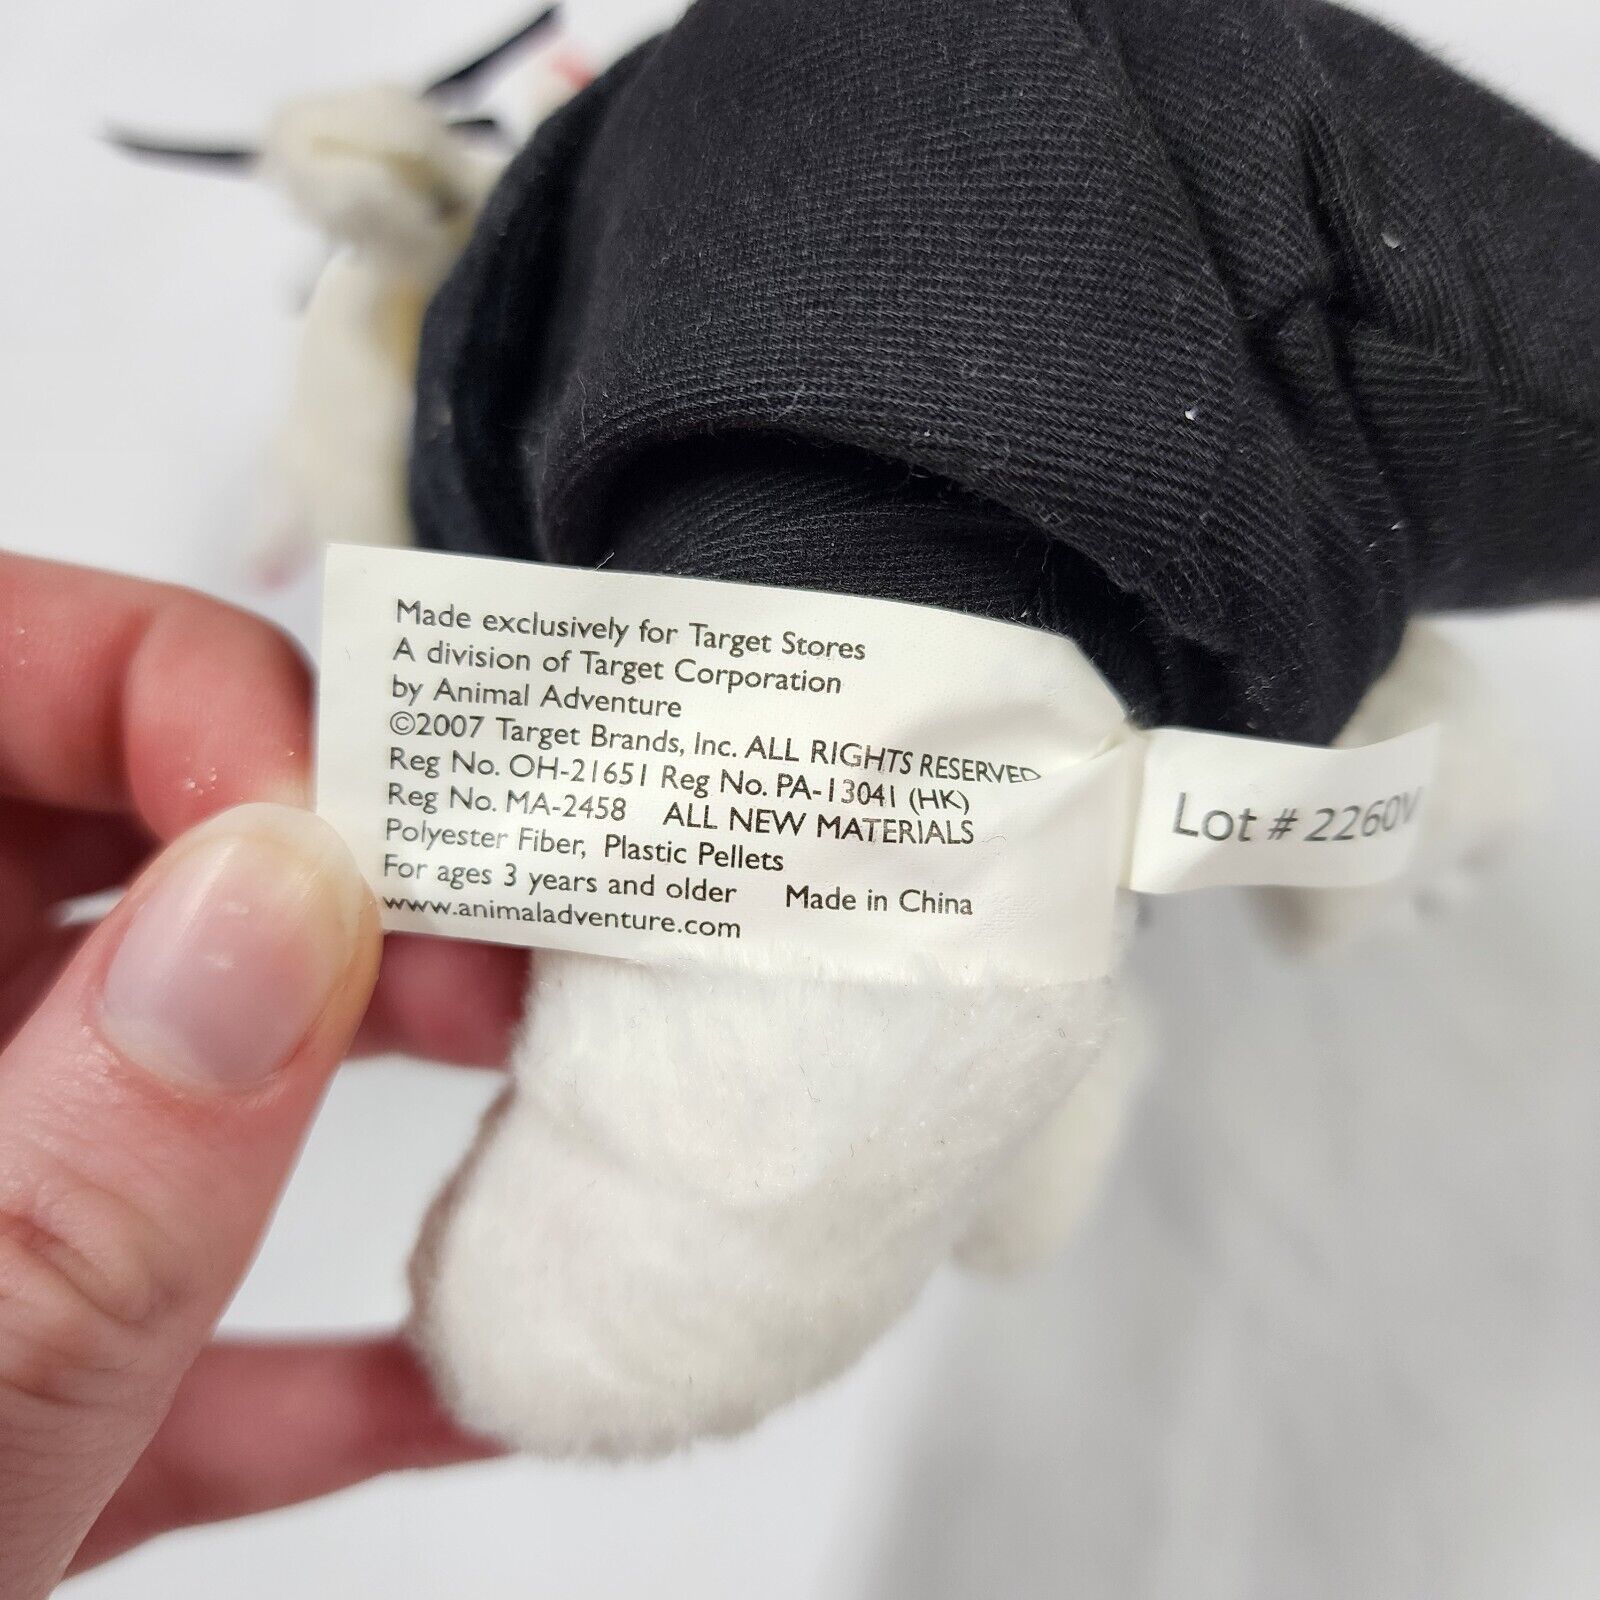 Made exclusively for Target Stores
A division of Target Corporation
by Animal Adventure
©2007 Target Brands, Inc. ALL RIGHTS RESERVED
Reg No. OH-21651 Reg No. PA-13041 (HK)
Reg No. MA-2458 ALL NEW MATERIALS
Polyester Fiber, Plastic Pellets
For ages 3 years and older Made in China
www.animaladventure.com
Lot # 2260V